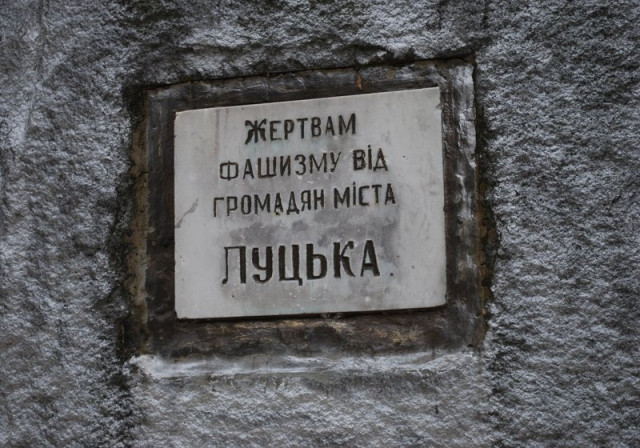 ЖЕРТВАМ
ФАШИЗМУ ВІД
ГРОМАДЯН МІСТА
ЛУЦЬКА.